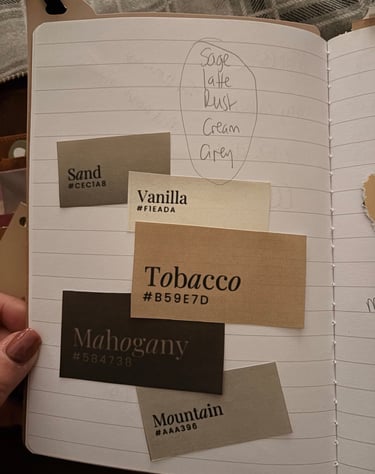 Sage
latte
Rust
Cream
Grey
Sand
#CEC1A8
Vanilla
#F1EADA
Tobacco
#B59E7D
Mahogany
#584738
Mountain
#AAA396